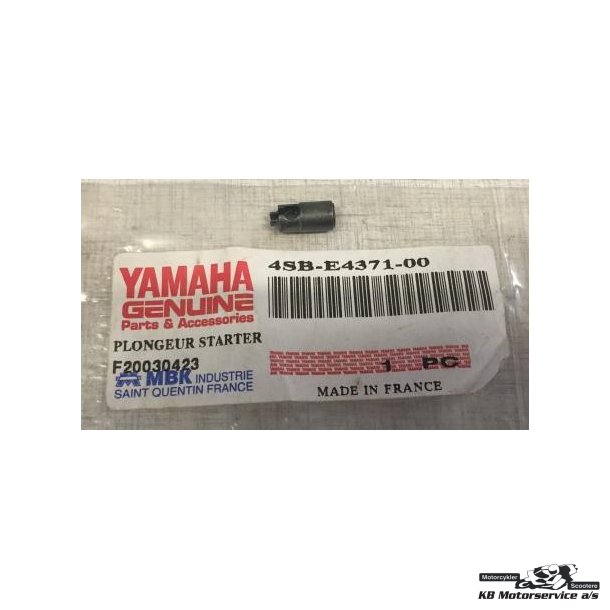 4SB-E4371-00
YAMAHA
GENUINE
Parts & Accessories
PLONGEUR STARTER
F20030423
MBK INDUSTRIE
SAINT QUENTIN FRANCE
1 PC
MADE IN FRANCE
Motorcykler
Scootere
KB Motorservice a/s